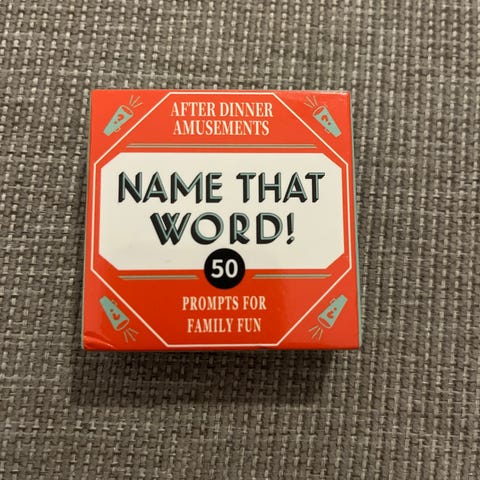 AFTER DINNER
AMUSEMENTS
NAME THAT
WORD!
50
PROMPTS FOR
FAMILY FUN